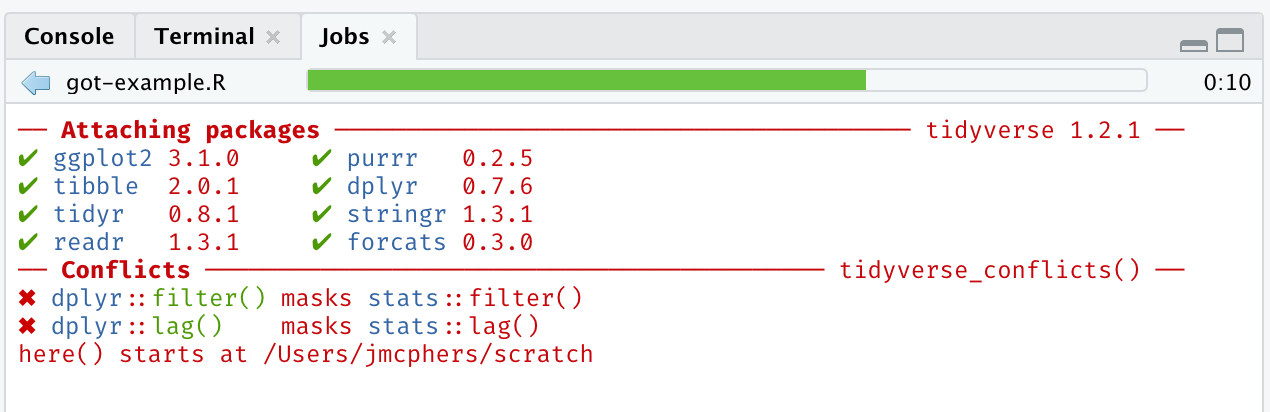 Console Terminal × Jobs ×
got-example.R 0:10
── Attaching packages ──────────────────────────────────────── tidyverse 1.2.1 ──
✔ ggplot2 3.1.0 ✔ purrr 0.2.5
✔ tibble 2.0.1 ✔ dplyr 0.7.6
✔ tidyr 0.8.1 ✔ stringr 1.3.1
✔ readr 1.3.1 ✔ forcats 0.3.0
── Conflicts ─────────────────────────────────────────── tidyverse_conflicts() ──
✖ dplyr::filter() masks stats::filter()
✖ dplyr::lag() masks stats::lag()
here() starts at /Users/jmcphers/scratch